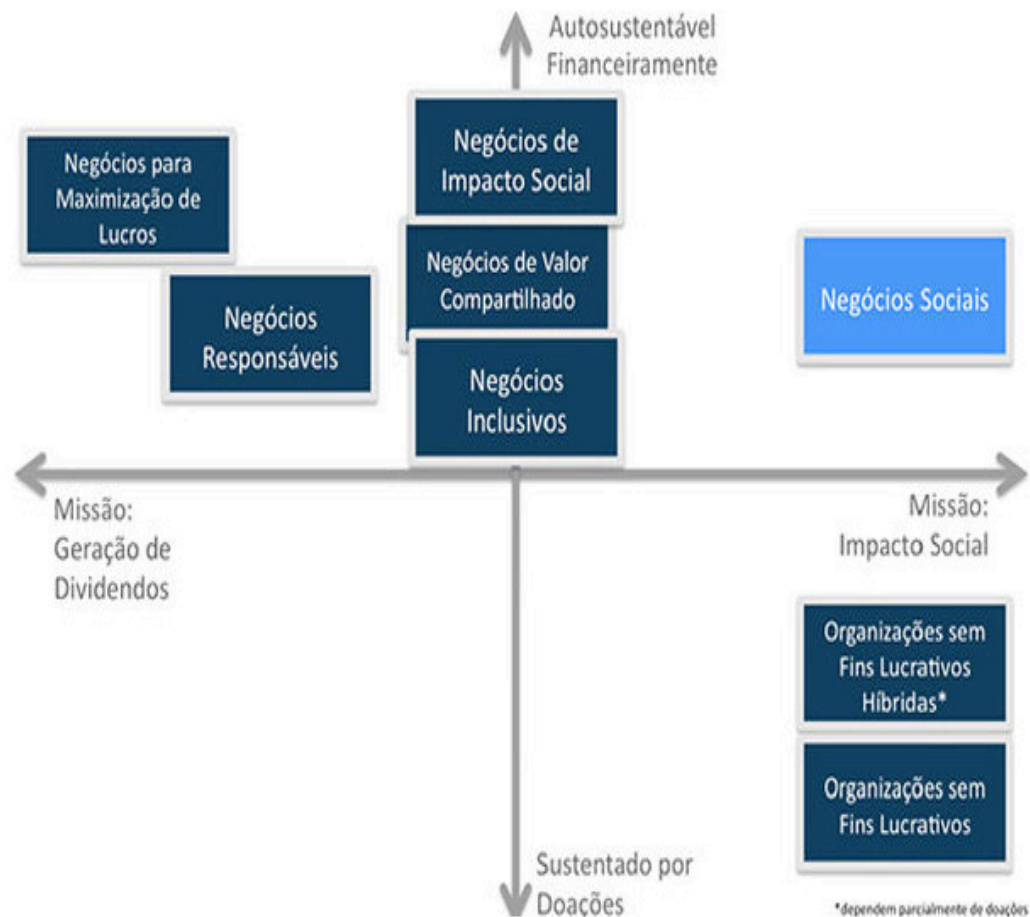 Autosustentável
Financeiramente
Negócios para
Maximização de
Lucros
Negócios de
Impacto Social
Negócios
Responsáveis
Negócios de Valor
Compartilhado
Negócios
Inclusivos
Negócios Sociais
Missão:
Geração de
Dividendos
Missão:
Impacto Social
Organizações sem
Fins Lucrativos
Híbridas*
Organizações sem
Fins Lucrativos
Sustentado por
Doações
*dependem parcialmente de doações